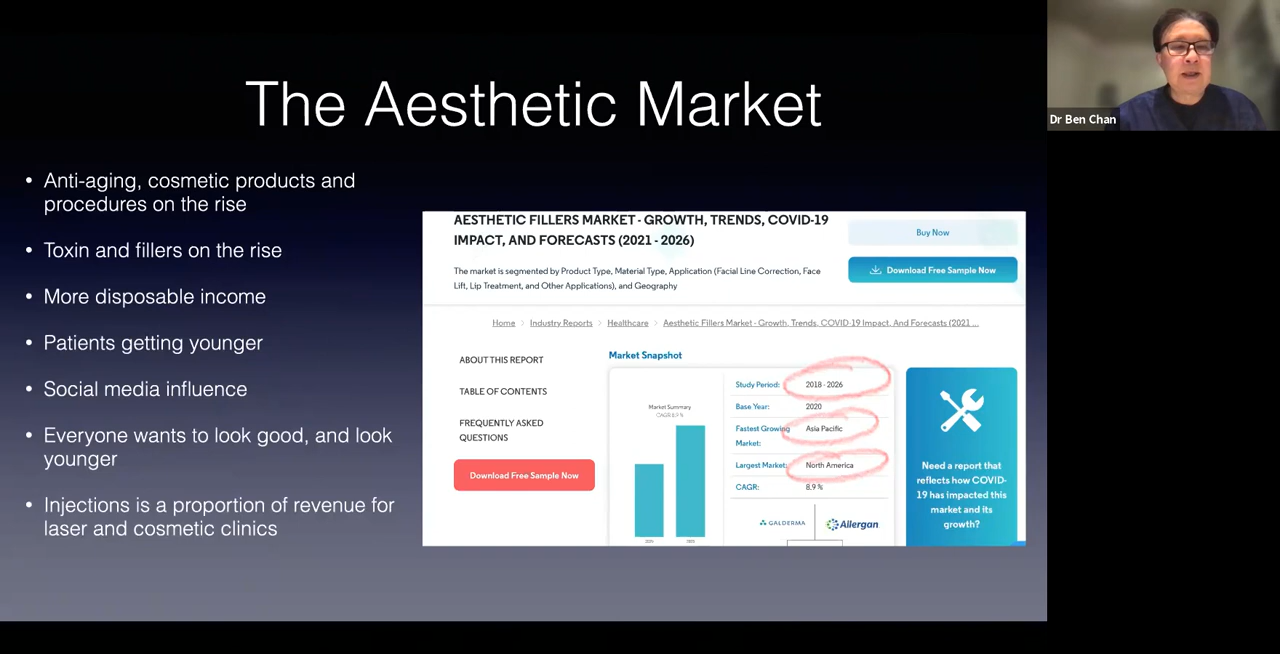 The Aesthetic Market
Dr Ben Chan
• Anti-aging, cosmetic products and
procedures on the rise
• Toxin and fillers on the rise
• More disposable income
• Patients getting younger
• Social media influence
• Everyone wants to look good, and look
younger
• Injections is a proportion of revenue for
laser and cosmetic clinics
AESTHETIC FILLERS MARKET - GROWTH, TRENDS, COVID-19
IMPACT, AND FORECASTS (2021 - 2026)
The market is segmented by Product Type, Material Type, Application (Facial Line Correction, Face
Lift, Lip Treatment, and Other Applications), and Geography
Buy Now
Download Free Sample Now
Home > Industry Reports > Healthcare > Aesthetic Fillers Market - Growth, Trends, COVID-19 Impact, And Forecasts (2021 ...
ABOUT THIS REPORT
TABLE OF CONTENTS
FREQUENTLY ASKED
QUESTIONS
Download Free Sample Now
Market Snapshot
Market Summary
CAGR 8.9 %
Study Period: 2018 - 2026
Base Year: 2020
Fastest Growing Asia Pacific
Market:
Largest Market: North America
CAGR: 8.9 %
GALDERMA
Allergan
Need a report that
reflects how COVID-
19 has impacted this
market and its
growth?